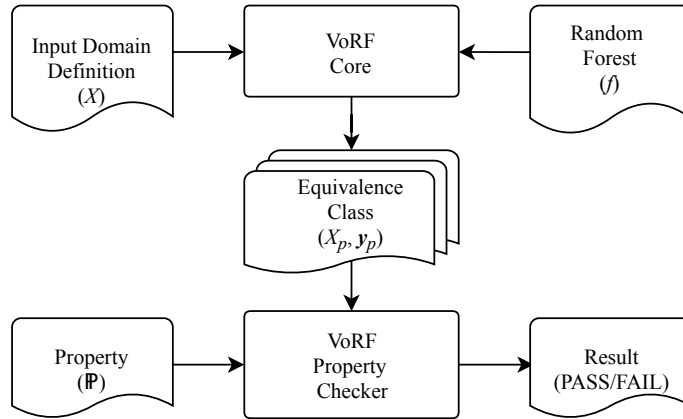 Input Domain
Definition
(X)
VoRF
Core
Random
Forest
(f)
Equivalence
Class
(Xₚ, yₚ)
Property
(ℙ)
VoRF
Property
Checker
Result
(PASS/FAIL)